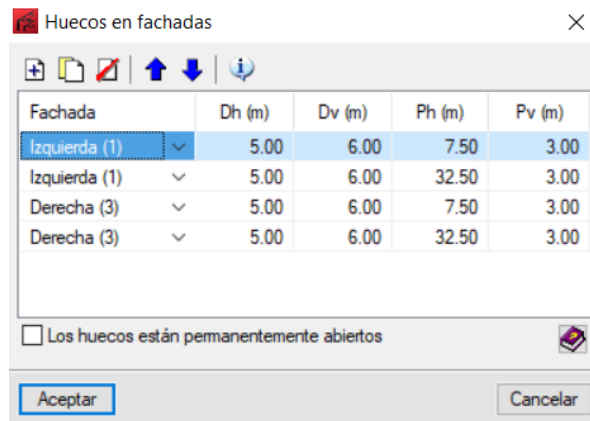 Huecos en fachadas
Fachada Dh (m) Dv (m) Ph (m) Pv (m)
Izquierda (1) 5.00 6.00 7.50 3.00
Izquierda (1) 5.00 6.00 32.50 3.00
Derecha (3) 5.00 6.00 7.50 3.00
Derecha (3) 5.00 6.00 32.50 3.00
Los huecos están permanentemente abiertos
Aceptar Cancelar